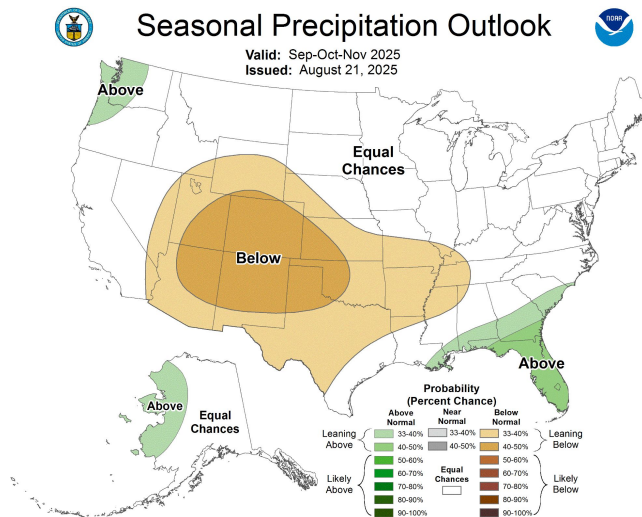 Seasonal Precipitation Outlook
NOAA
Valid: Sep-Oct-Nov 2025
Issued: August 21, 2025
Above
Equal
Chances
Below
Above
Above
Equal
Chances
Probability
(Percent Chance)
Above
Normal
Near
Normal
Below
Normal
Leaning
Above
33-40%
33-40%
33-40%
Leaning
Below
40-50%
40-50%
40-50%
50-60%
Equal
Chances
50-60%
Likely
Above
60-70%
60-70%
Likely
Below
70-80%
70-80%
80-90%
80-90%
90-100%
90-100%